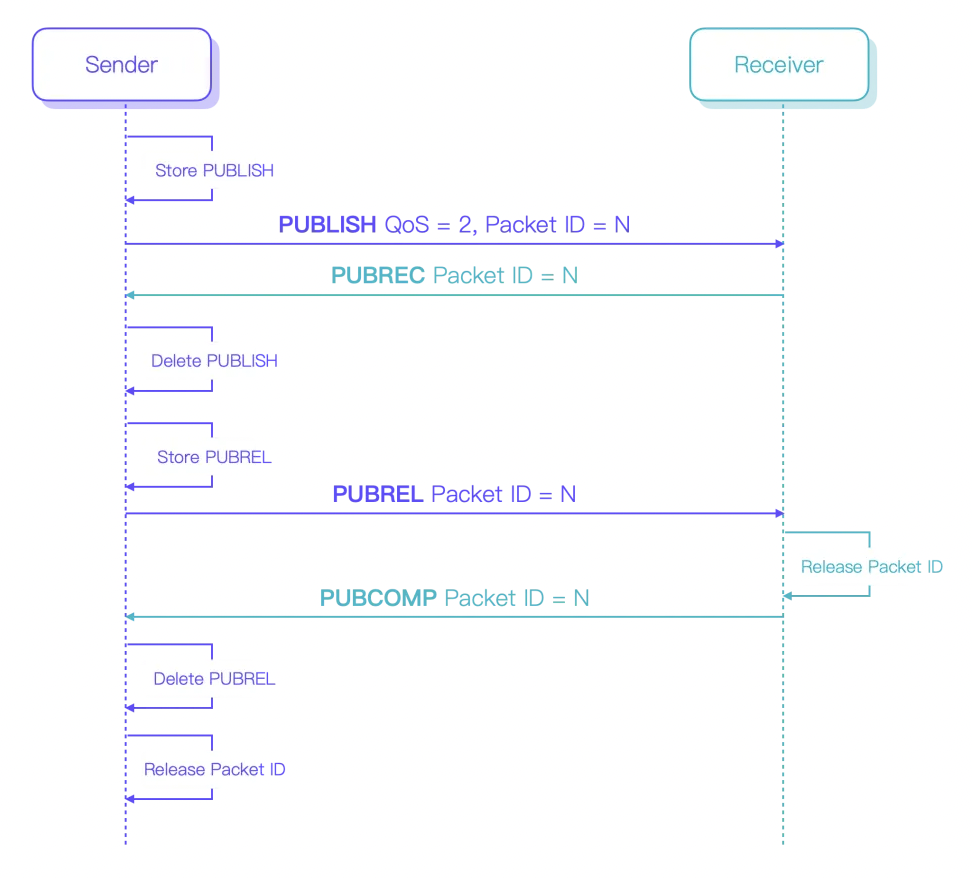 Sender
Receiver
Store PUBLISH
PUBLISH QoS = 2, Packet ID = N
PUBREC Packet ID = N
Delete PUBLISH
Store PUBREL
PUBREL Packet ID = N
Release Packet ID
PUBCOMP Packet ID = N
Delete PUBREL
Release Packet ID